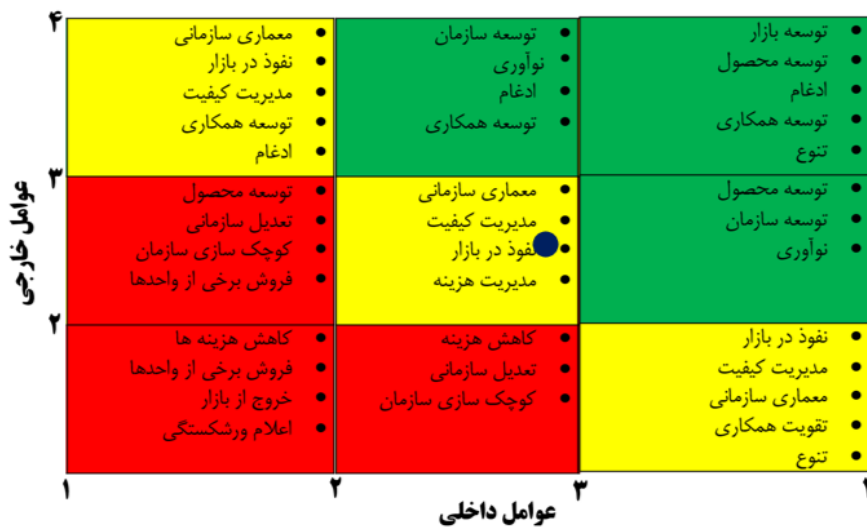 ۴
• توسعه بازار
• توسعه محصول
• ادغام
• توسعه همکاری
• تنوع
• توسعه سازمان
• نوآوری
• ادغام
• توسعه همکاری
• معماری سازمانی
• نفوذ در بازار
• مدیریت کیفیت
• توسعه همکاری
• ادغام
۳
• توسعه محصول
• توسعه سازمان
• نوآوری
• معماری سازمانی
• مدیریت کیفیت
• نفوذ در بازار
• مدیریت هزینه
• توسعه محصول
• تعدیل سازمانی
• کوچک سازی سازمان
• فروش برخی از واحدها
عوامل خارجی
۲
• نفوذ در بازار
• مدیریت کیفیت
• معماری سازمانی
• تقویت همکاری
• تنوع
• کاهش هزینه
• تعدیل سازمانی
• کوچک سازی سازمان
• کاهش هزینه ها
• فروش برخی از واحدها
• خروج از بازار
• اعلام ورشکستگی
۱ ۲ ۳
عوامل داخلی